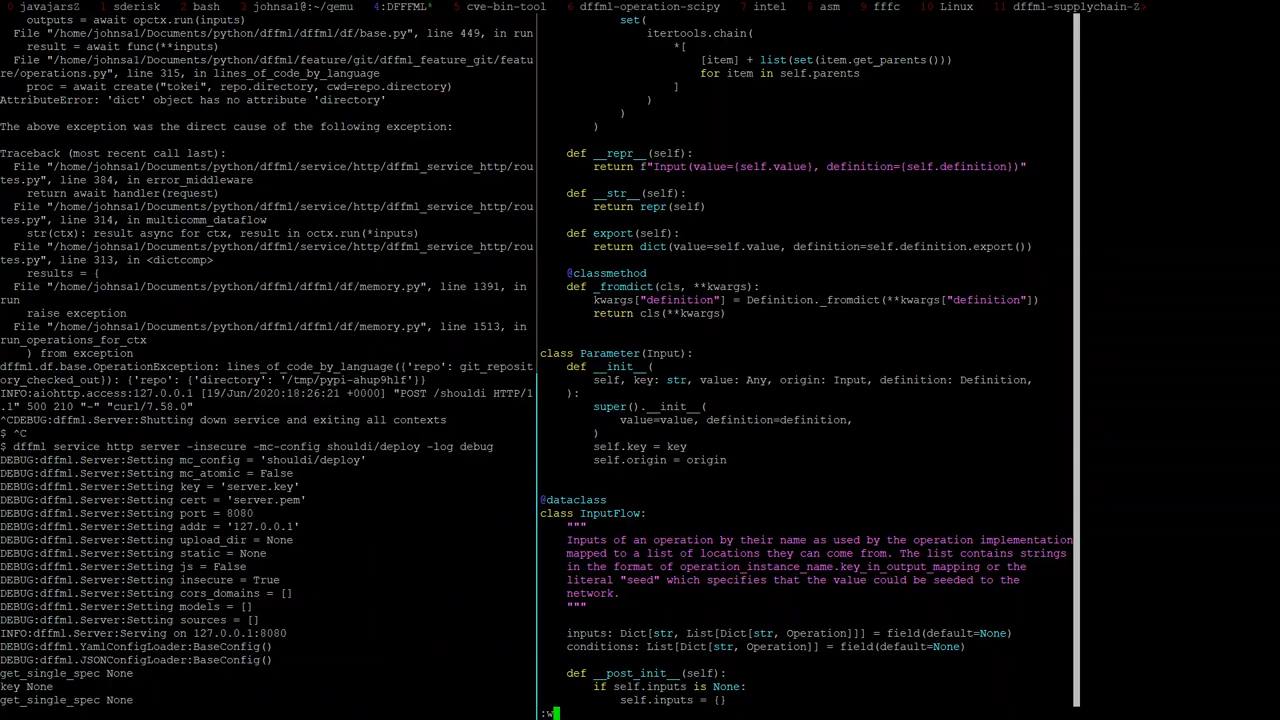 0 javajarsZ 1 sderisk 2 bash 3 johnsa1@:~/qemu 4:DFFFML* 5 cve-bin-tool 6 dffml-operation-scipy 7 intel 8 asm 9 fffc 10 Linux 11 dffml-supplychain-Z>
outputs = await opctx.run(inputs)
File "/home/johnsa1/Documents/python/dffml/dffml/df/base.py", line 449, in run
result = await func(**inputs)
File "/home/johnsa1/Documents/python/dffml/feature/git/dffml_feature_git/featu
re/operations.py", line 315, in lines_of_code_by_language
proc = await create("tokei", repo.directory, cwd=repo.directory)
AttributeError: 'dict' object has no attribute 'directory'
The above exception was the direct cause of the following exception:
Traceback (most recent call last):
File "/home/johnsa1/Documents/python/dffml/service/http/dffml_service_http/rou
tes.py", line 384, in error_middleware
return await handler(request)
File "/home/johnsa1/Documents/python/dffml/service/http/dffml_service_http/rou
tes.py", line 314, in multicomm_dataflow
str(ctx): result async for ctx, result in octx.run(*inputs)
File "/home/johnsa1/Documents/python/dffml/service/http/dffml_service_http/rou
tes.py", line 313, in <dictcomp>
results = {
File "/home/johnsa1/Documents/python/dffml/dffml/df/memory.py", line 1391, in
run
raise exception
File "/home/johnsa1/Documents/python/dffml/dffml/df/memory.py", line 1513, in
run_operations_for_ctx
) from exception
dffml.df.base.OperationException: lines_of_code_by_language({'repo': git_reposit
ory_checked_out}): {'repo': {'directory': '/tmp/pypi-ahup9hlf'}}
INFO:aiohttp.access:127.0.0.1 [19/Jun/2020:18:26:21 +0000] "POST /shouldi HTTP/1
.1" 500 210 "-" "curl/7.58.0"
^CDEBUG:dffml.Server:Shutting down service and exiting all contexts
$ ^C
$ dffml service http server -insecure -mc-config shouldi/deploy -log debug
DEBUG:dffml.Server:Setting mc_config = 'shouldi/deploy'
DEBUG:dffml.Server:Setting mc_atomic = False
DEBUG:dffml.Server:Setting key = 'server.key'
DEBUG:dffml.Server:Setting cert = 'server.pem'
DEBUG:dffml.Server:Setting port = 8080
DEBUG:dffml.Server:Setting addr = '127.0.0.1'
DEBUG:dffml.Server:Setting upload_dir = None
DEBUG:dffml.Server:Setting static = None
DEBUG:dffml.Server:Setting js = False
DEBUG:dffml.Server:Setting insecure = True
DEBUG:dffml.Server:Setting cors_domains = []
DEBUG:dffml.Server:Setting models = []
DEBUG:dffml.Server:Setting sources = []
INFO:dffml.Server:Serving on 127.0.0.1:8080
DEBUG:dffml.YamlConfigLoader:BaseConfig()
DEBUG:dffml.JSONConfigLoader:BaseConfig()
get_single_spec None
key None
get_single_spec None
set(
itertools.chain(
*[
[item] + list(set(item.get_parents()))
for item in self.parents
]
)
)
)
def __repr__(self):
return f"Input(value={self.value}, definition={self.definition})"
def __str__(self):
return repr(self)
def export(self):
return dict(value=self.value, definition=self.definition.export())
@classmethod
def _fromdict(cls, **kwargs):
kwargs["definition"] = Definition._fromdict(**kwargs["definition"])
return cls(**kwargs)
class Parameter(Input):
def __init__(
self, key: str, value: Any, origin: Input, definition: Definition,
):
super().__init__(
value=value, definition=definition,
)
self.key = key
self.origin = origin
@dataclass
class InputFlow:
"""
Inputs of an operation by their name as used by the operation implementation
mapped to a list of locations they can come from. The list contains strings
in the format of operation_instance_name.key_in_output_mapping or the
literal "seed" which specifies that the value could be seeded to the
network.
"""
inputs: Dict[str, List[Dict[str, Operation]]] = field(default=None)
conditions: List[Dict[str, Operation]] = field(default=None)
def __post_init__(self):
if self.inputs is None:
self.inputs = {}
:w